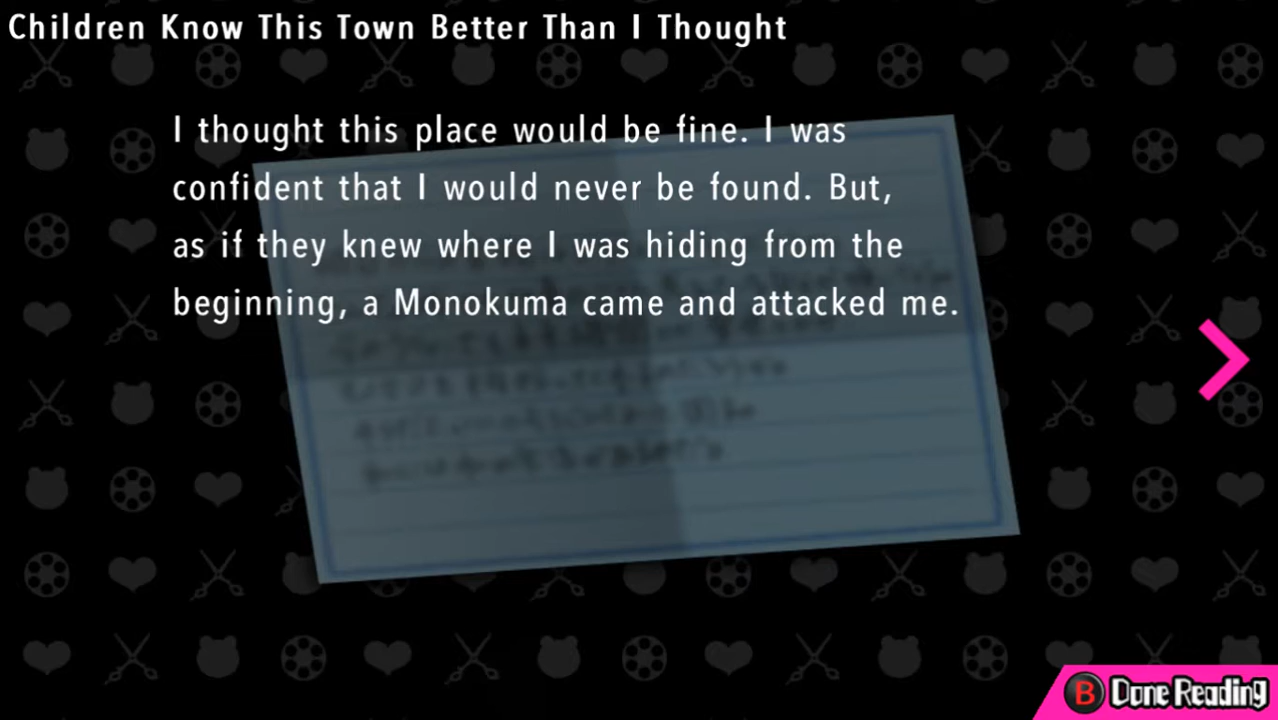 Children Know This Town Better Than I Thought
I thought this place would be fine. I was
confident that I would never be found. But,
as if they knew where I was hiding from the
beginning, a Monokuma came and attacked me.
B Done Reading